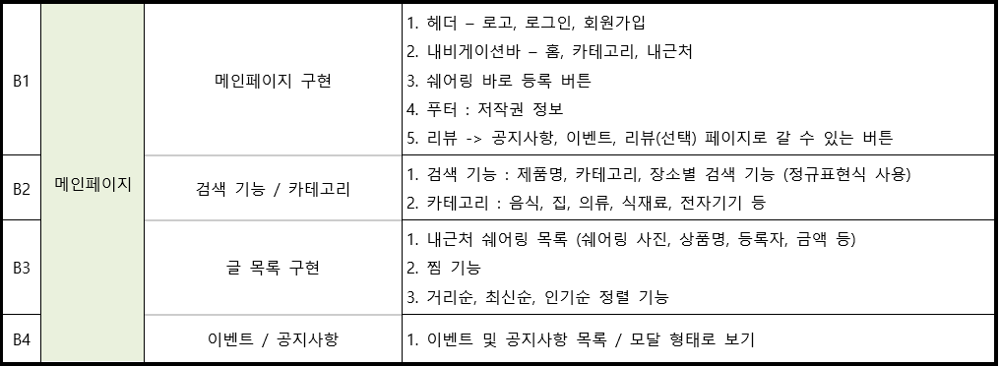 B1
메인페이지 구현
1. 헤더 – 로고, 로그인, 회원가입
2. 내비게이션바 – 홈, 카테고리, 내근처
3. 쉐어링 바로 등록 버튼
4. 푸터 : 저작권 정보
5. 리뷰 -> 공지사항, 이벤트, 리뷰(선택) 페이지로 갈 수 있는 버튼
메인페이지
B2
검색 기능 / 카테고리
1. 검색 기능 : 제품명, 카테고리, 장소별 검색 기능 (정규표현식 사용)
2. 카테고리 : 음식, 집, 의류, 식재료, 전자기기 등
B3
글 목록 구현
1. 내근처 쉐어링 목록 (쉐어링 사진, 상품명, 등록자, 금액 등)
2. 찜 기능
3. 거리순, 최신순, 인기순 정렬 기능
B4
이벤트 / 공지사항
1. 이벤트 및 공지사항 목록 / 모달 형태로 보기